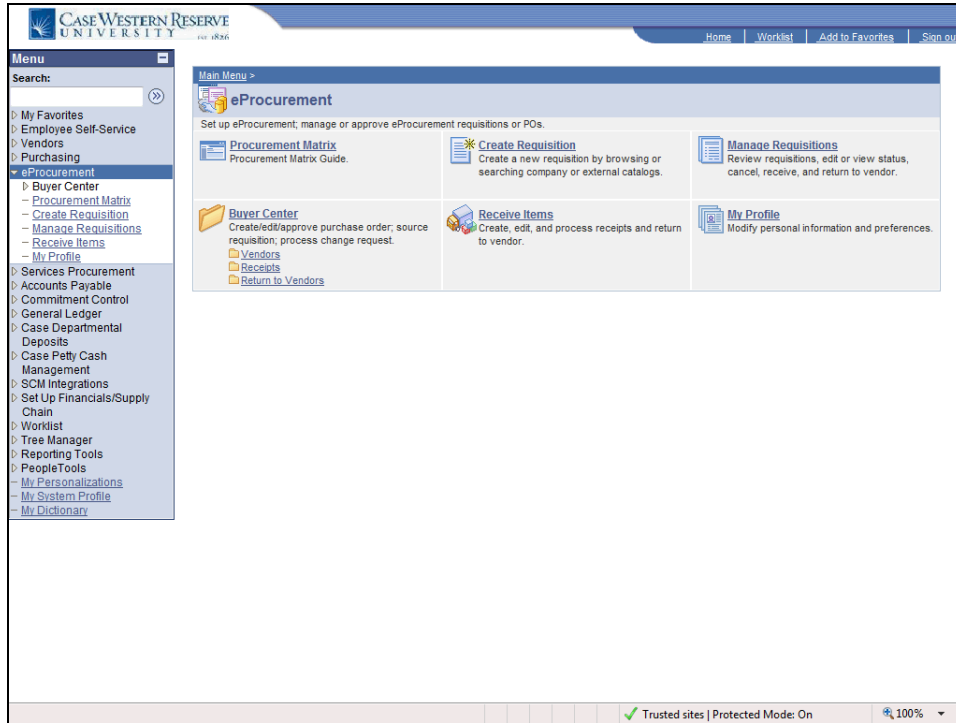 CASE WESTERN RESERVE
UNIVERSITY EST. 1826
Home Worklist Add to Favorites Sign ou
Menu
Search:
My Favorites
Employee Self-Service
Vendors
Purchasing
eProcurement
Buyer Center
Procurement Matrix
Create Requisition
Manage Requisitions
Receive Items
My Profile
Services Procurement
Accounts Payable
Commitment Control
General Ledger
Case Departmental
Deposits
Case Petty Cash
Management
SCM Integrations
Set Up Financials/Supply
Chain
Worklist
Tree Manager
Reporting Tools
PeopleTools
My Personalizations
My System Profile
My Dictionary
Main Menu >
eProcurement
Set up eProcurement; manage or approve eProcurement requisitions or POs.
Procurement Matrix
Procurement Matrix Guide.
Create Requisition
Create a new requisition by browsing or
searching company or external catalogs.
Manage Requisitions
Review requisitions, edit or view status,
cancel, receive, and return to vendor.
Buyer Center
Create/edit/approve purchase order; source
requisition; process change request.
Vendors
Receipts
Return to Vendors
Receive Items
Create, edit, and process receipts and return
to vendor.
My Profile
Modify personal information and preferences.
Trusted sites | Protected Mode: On 100%